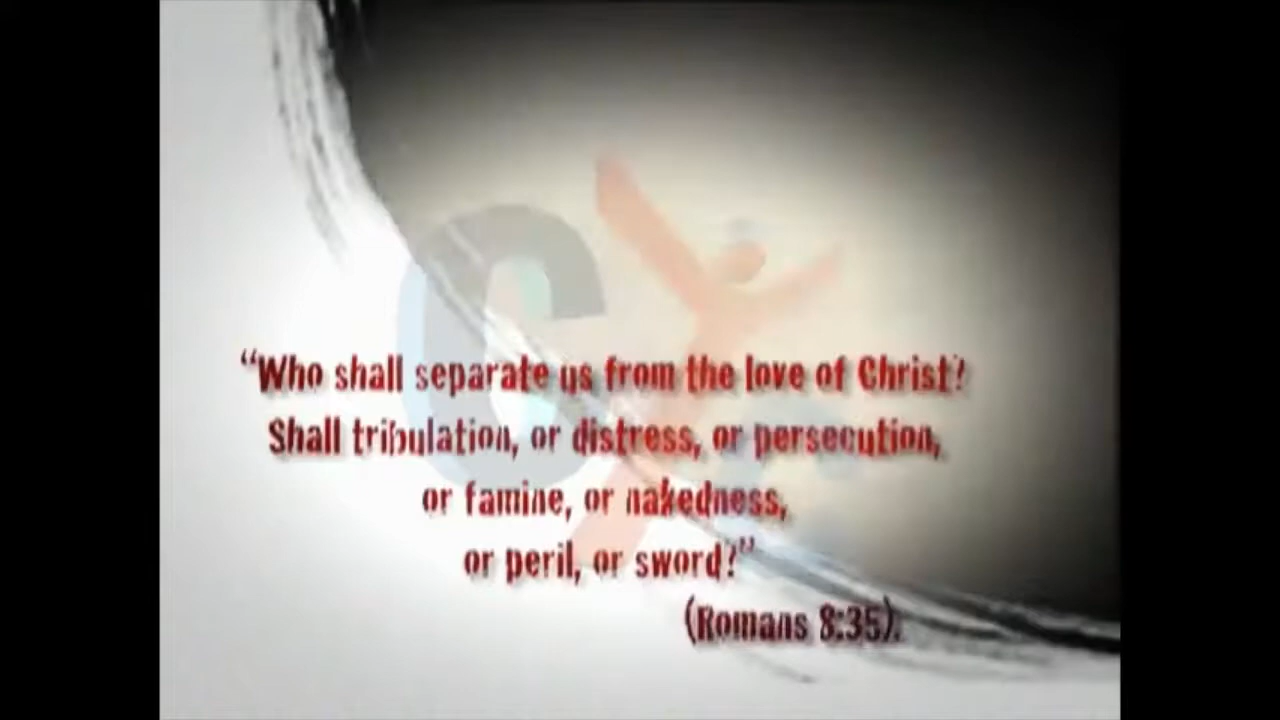 “Who shall separate us from the love of Christ?
Shall tribulation, or distress, or persecution,
or famine, or nakedness,
or peril, or sword?”
(Romans 8:35).